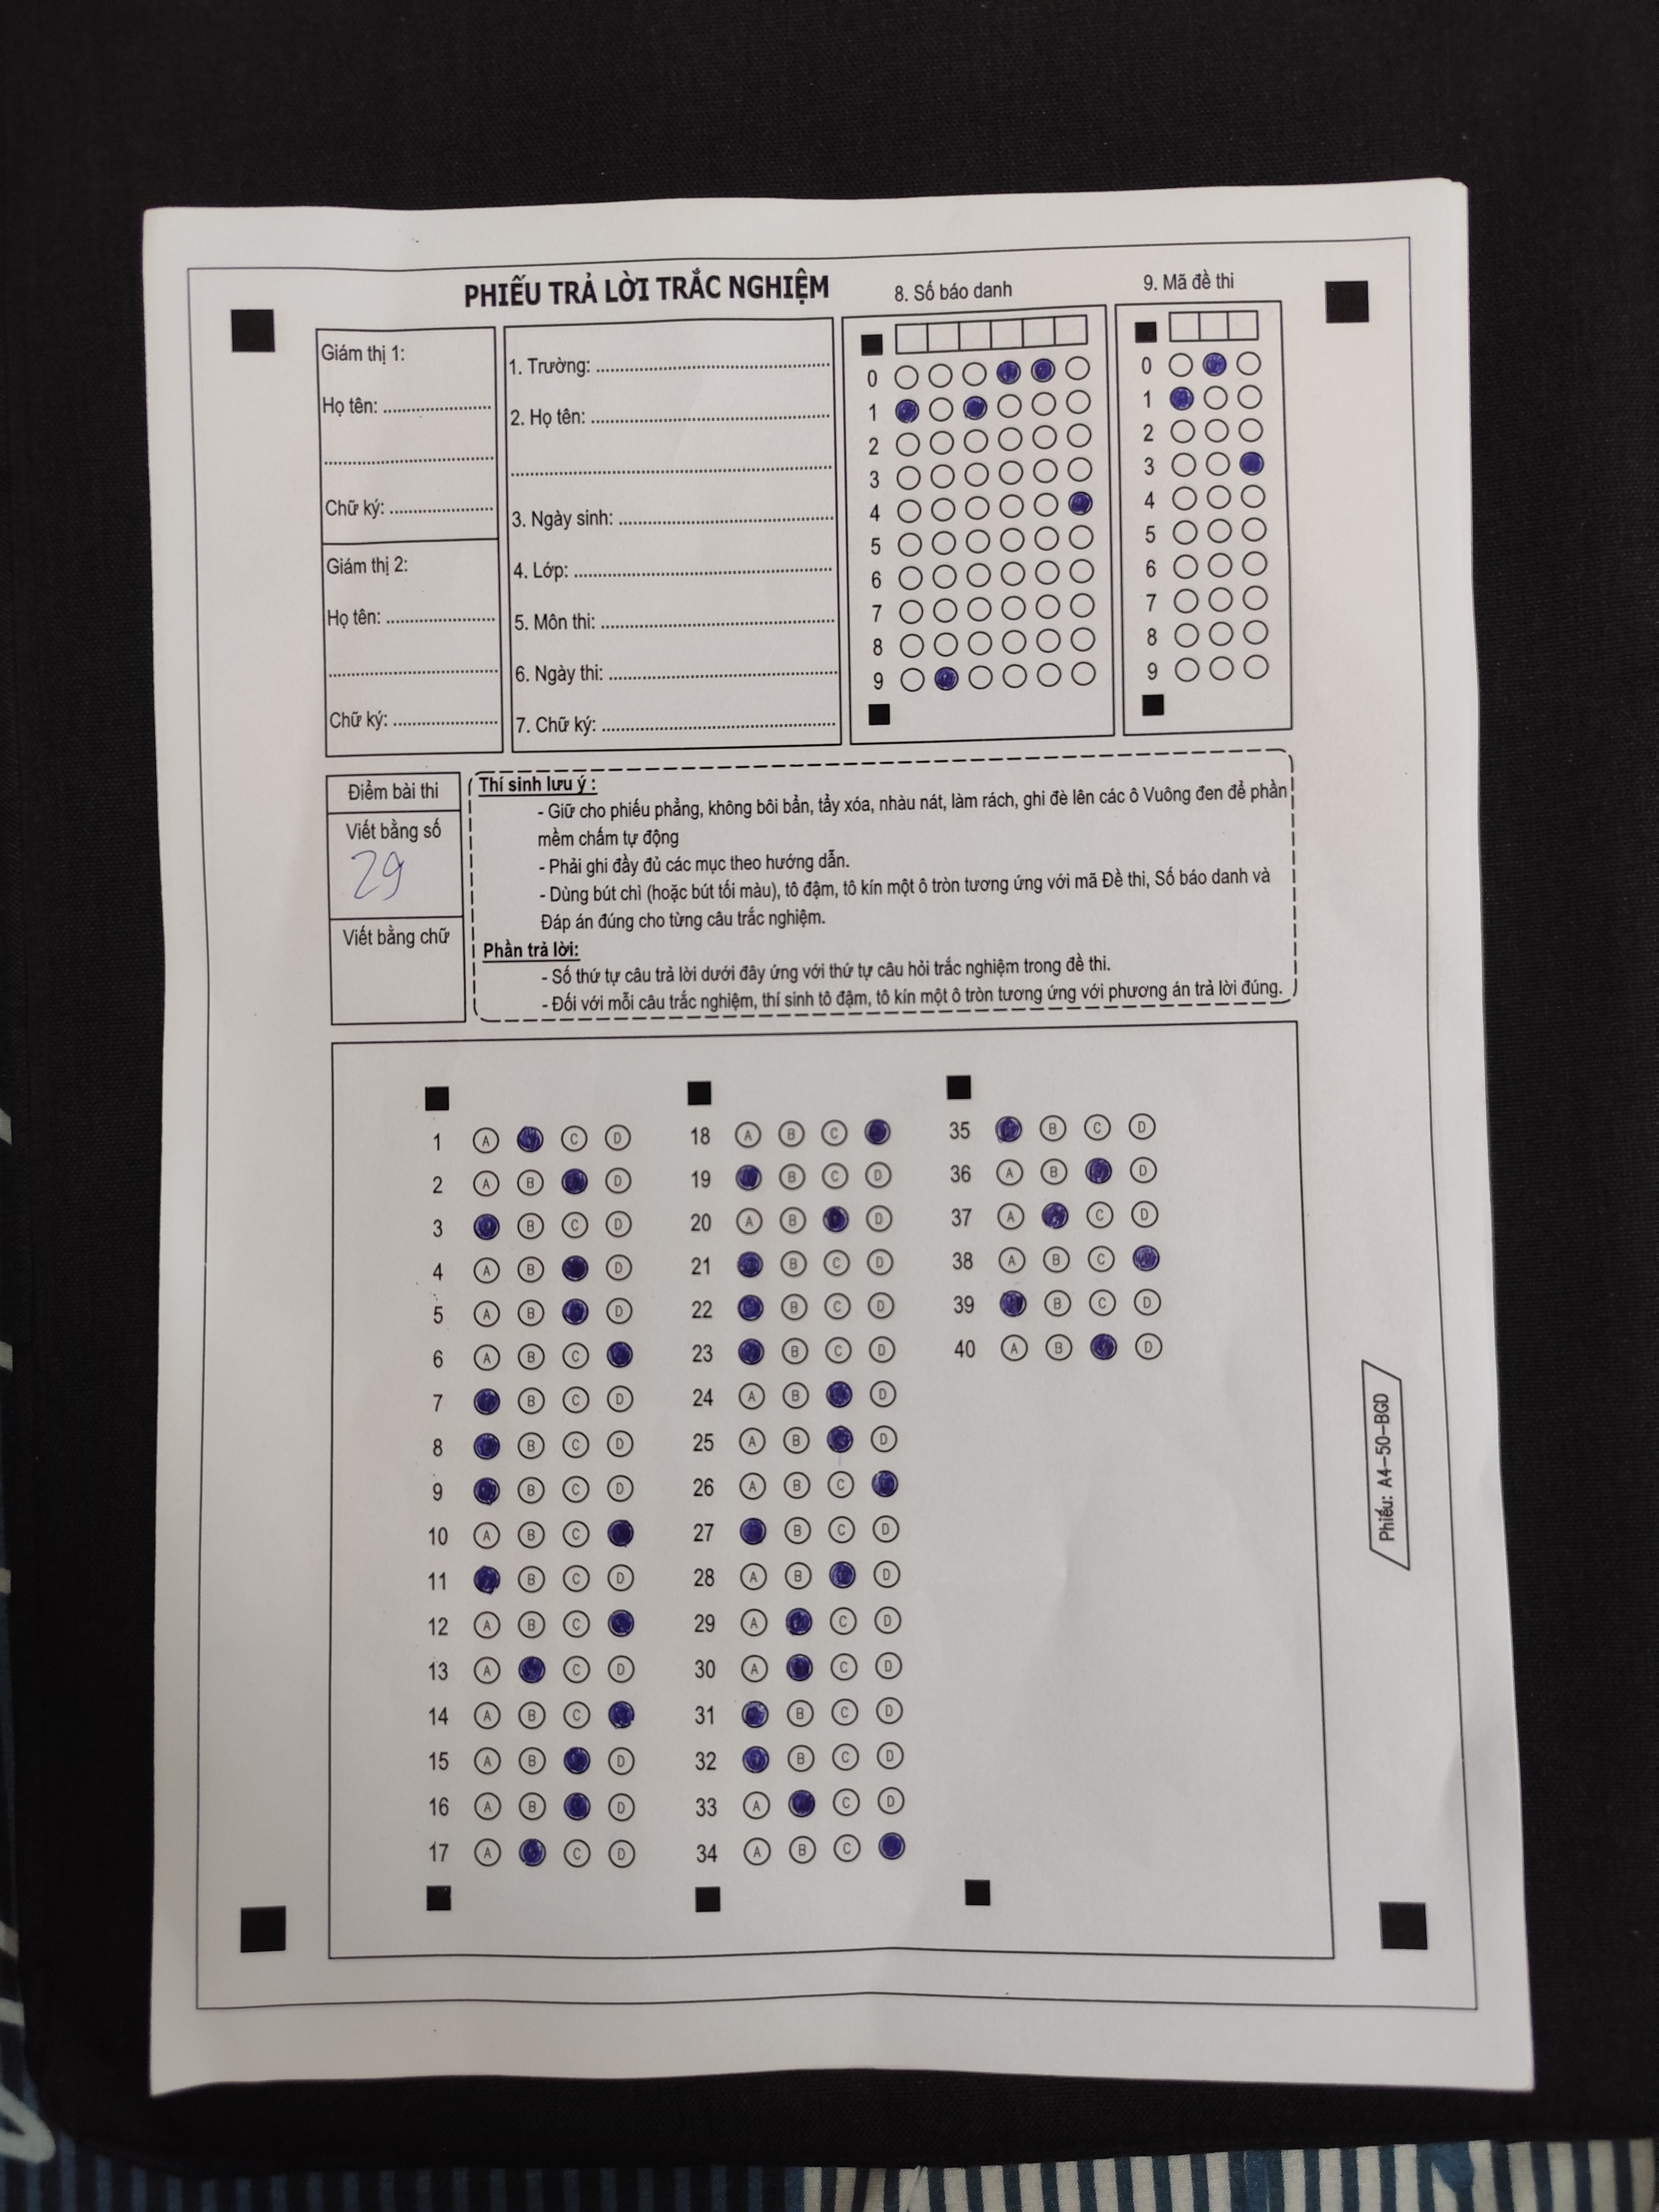 PHIẾU TRẢ LỜI TRẮC NGHIỆM
Giám thị 1:
Họ tên: ........................
........................
Chữ ký: ........................
Giám thị 2:
Họ tên: ........................
........................
Chữ ký: ........................
1. Trường: ........................
2. Họ tên: ........................
........................
3. Ngày sinh: ........................
4. Lớp: ........................
5. Môn thi: ........................
6. Ngày thi: ........................
7. Chữ ký: ........................
8. Số báo danh
0
1
2
3
4
5
6
7
8
9
9. Mã đề thi
0
1
2
3
4
5
6
7
8
9
Điểm bài thi
Viết bằng số
29
Viết bằng chữ
Thí sinh lưu ý :
- Giữ cho phiếu phẳng, không bôi bẩn, tẩy xóa, nhàu nát, làm rách, ghi đè lên các ô Vuông đen để phần
mềm chấm tự động
- Phải ghi đầy đủ các mục theo hướng dẫn.
- Dùng bút chì (hoặc bút tối màu), tô đậm, tô kín một ô tròn tương ứng với mã Đề thi, Số báo danh và
Đáp án đúng cho từng câu trắc nghiệm.
Phần trả lời:
- Số thứ tự câu trả lời dưới đây ứng với thứ tự câu hỏi trắc nghiệm trong đề thi.
- Đối với mỗi câu trắc nghiệm, thí sinh tô đậm, tô kín một ô tròn tương ứng với phương án trả lời đúng.
1 A C D
2 A B D
3 B C D
4 A B D
5 A B D
6 A B C
7 B C D
8 B C D
9 B C D
10 A B C
11 B C D
12 A B C
13 A C D
14 A B C
15 A B D
16 A B D
17 A C D
18 A B C
19 B C D
20 A B D
21 B C D
22 B C D
23 B C D
24 A B D
25 A B D
26 A B C
27 B C D
28 A B D
29 A C D
30 A C D
31 B C D
32 B C D
33 A C D
34 A B C
35 B C D
36 A B D
37 A C D
38 A B C
39 B C D
40 A B D
Phiếu: A4-50-BGD